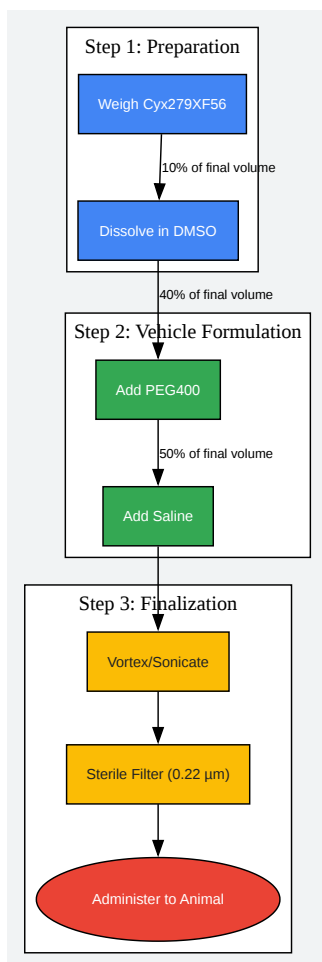 Step 1: Preparation
Weigh Cyx279XF56
10% of final volume
Dissolve in DMSO
40% of final volume
Step 2: Vehicle Formulation
Add PEG400
50% of final volume
Add Saline
Step 3: Finalization
Vortex/Sonicate
Sterile Filter (0.22 µm)
Administer to Animal